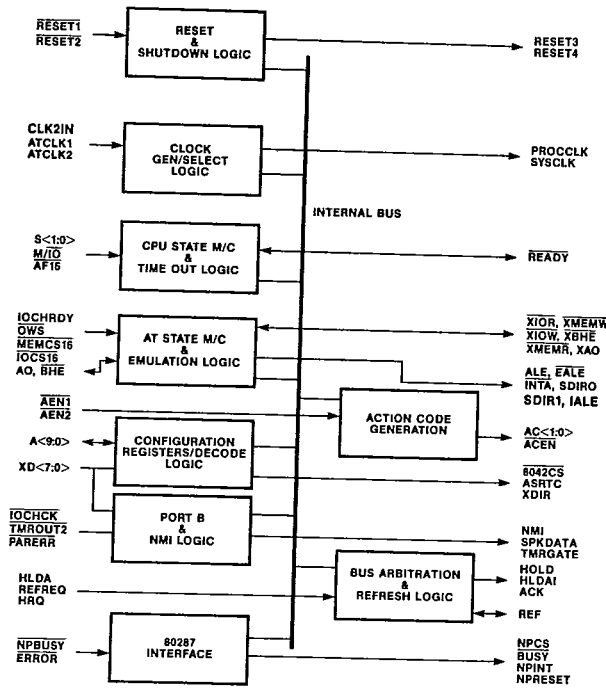 RESET1
RESET2
RESET
&
SHUTDOWN LOGIC
RESET3
RESET4
CLK2IN
ATCLK1
ATCLK2
CLOCK
GEN/SELECT
LOGIC
PROCCLK
SYSCLK
INTERNAL BUS
S<1:0>
M/IO
AF16
CPU STATE M/C
&
TIME OUT LOGIC
READY
IOCHRDY
OWS
MEMCS16
IOCS16
AO, BHE
AT STATE M/C
&
EMULATION LOGIC
XIOR, XMEMW
XIOW, XBHE
XMEMR, XAO
ALE, EALE
INTA, SDIRO
SDIR1, IALE
AEN1
AEN2
ACTION CODE
GENERATION
AC<1:0>
ACEN
A<9:0>
XD<7:0>
CONFIGURATION
REGISTERS/DECODE
LOGIC
8042CS
ASRTC
XDIR
IOCHCK
TMROUT2
PARERR
PORT B
&
NMI LOGIC
NMI
SPKDATA
TMRGATE
HLDA
REFREQ
HRQ
BUS ARBITRATION
&
REFRESH LOGIC
HOLD
HLDAI
ACK
REF
NPBUSY
ERROR
80287
INTERFACE
NPCS
BUSY
NPINT
NPRESET